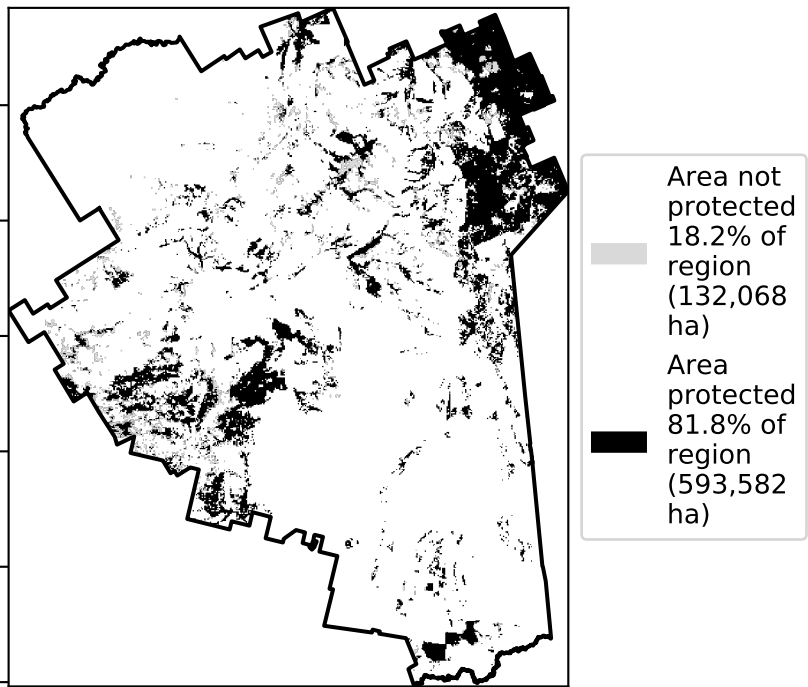 Area not
protected
18.2% of
region
(132,068
ha)
Area
protected
81.8% of
region
(593,582
ha)